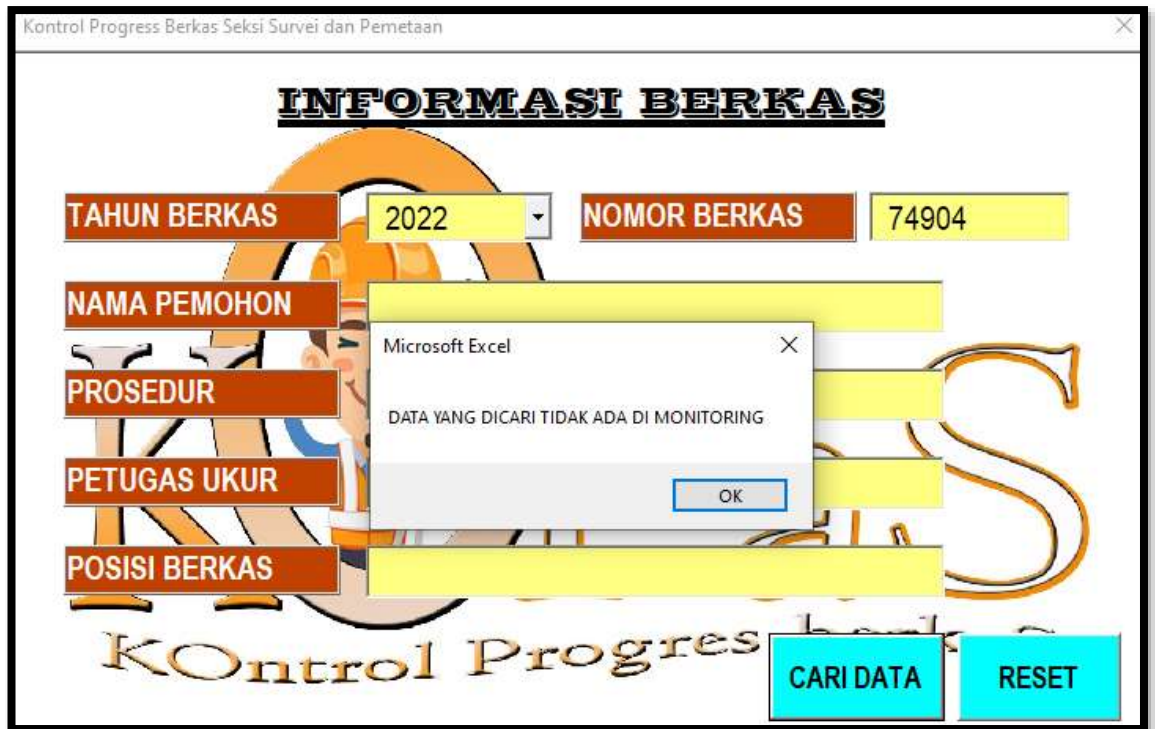 Kontrol Progress Berkas Seksi Survei dan Pemetaan
INFORMASI BERKAS
TAHUN BERKAS 2022 NOMOR BERKAS 74904
NAMA PEMOHON
Microsoft Excel
PROSEDUR
DATA YANG DICARI TIDAK ADA DI MONITORING
PETUGAS UKUR
OK
POSISI BERKAS
KOntrol Progres
CARI DATA RESET